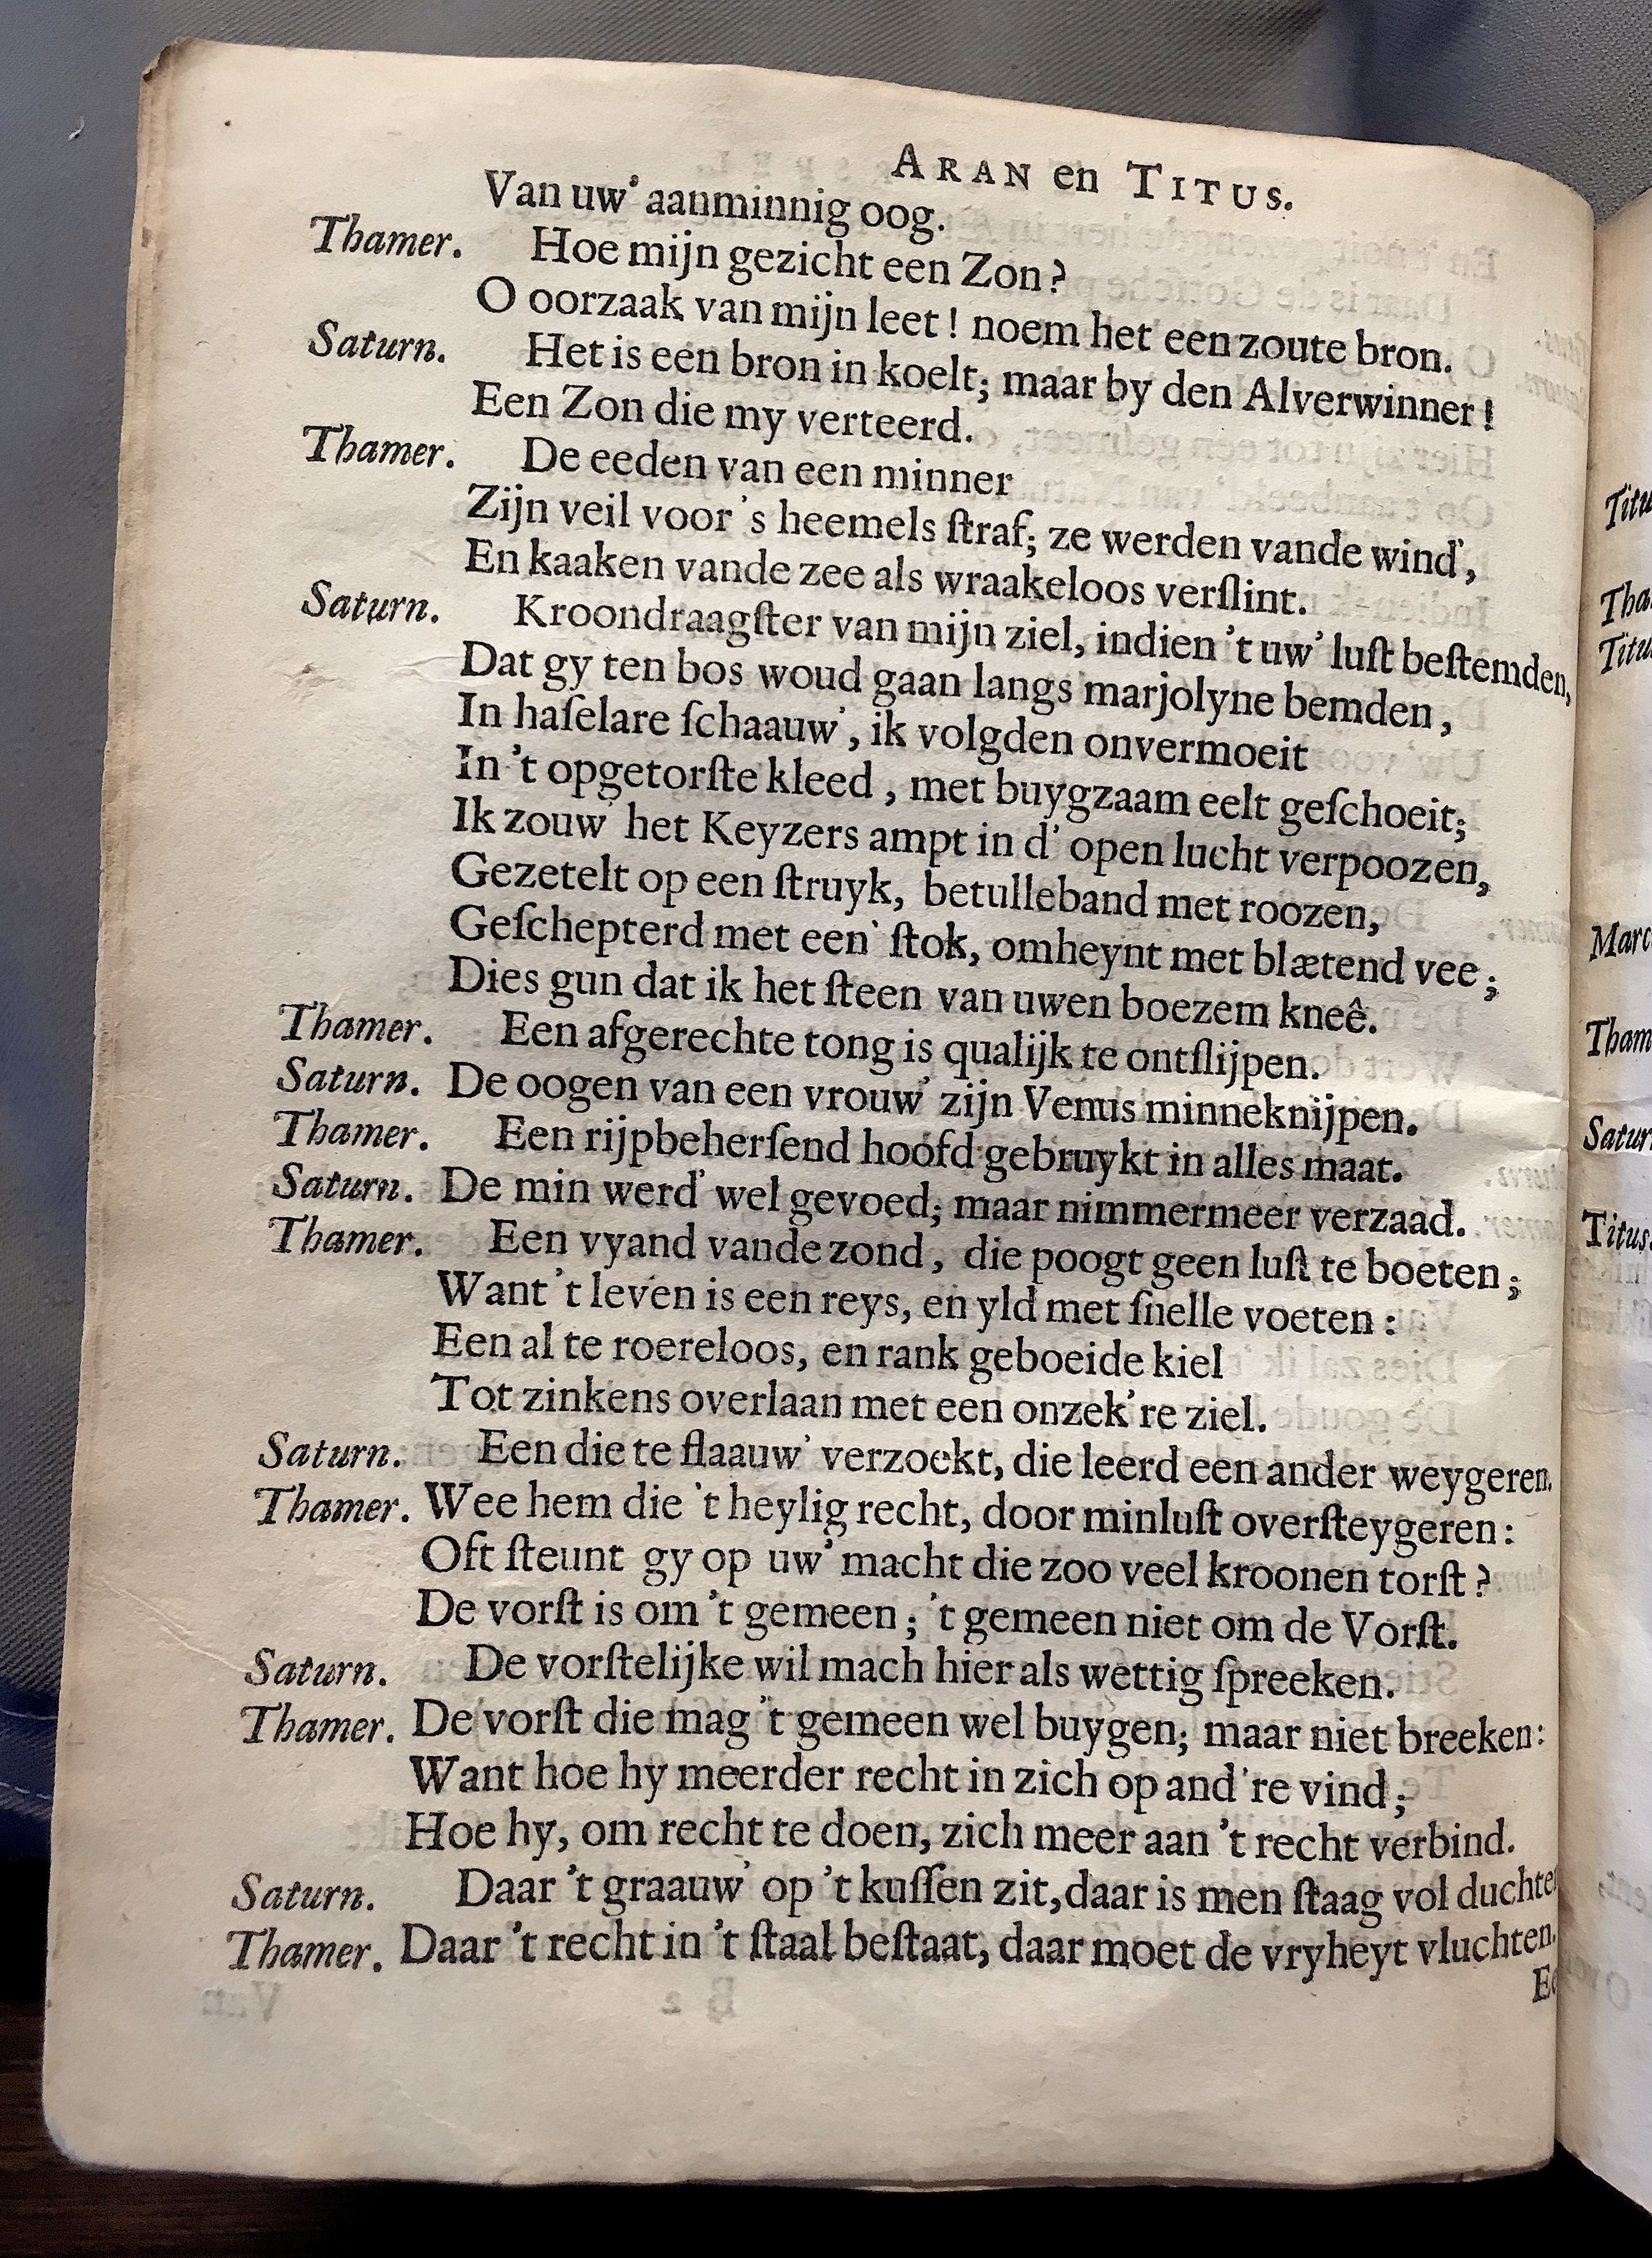 ARAN en TITUS.
Van uw' aanminnig oog.
Thamer. Hoe mijn gezicht een Zon?
O oorzaak van mijn leet! noem het een zoute bron.
Saturn. Het is een bron in koelt; maar by den Alverwinner!
Een Zon die my verteerd.
Thamer. De eeden van een minner
Zijn veil voor 's heemels ſtraf; ze werden vande wind',
En kaaken vande zee als wraakeloos verſlint.
Saturn. Kroondraagſter van mijn ziel, indien 't uw' luſt beſtemden,
Dat gy ten bos woud gaan langs marjolyne bemden,
In haſelare ſchaauw', ik volgden onvermoeit
In 't opgetorſte kleed, met buygzaam eelt geſchoeit;
Ik zouw' het Keyzers ampt in d' open lucht verpoozen,
Gezetelt op een ſtruyk, betulleband met roozen,
Geſchepterd met een' ſtok, omheynt met blætend vee;
Dies gun dat ik het ſteen van uwen boezem kneê.
Thamer. Een afgerechte tong is qualijk te ontſlijpen.
Saturn. De oogen van een vrouw' zijn Venus minneknijpen.
Thamer. Een rijpbeherſend hoofd gebruykt in alles maat.
Saturn. De min werd' wel gevoed; maar nimmermeer verzaad.
Thamer. Een vyand vande zond, die poogt geen luſt te boeten;
Want 't leven is een reys, en yld met ſnelle voeten:
Een al te roereloos, en rank geboeide kiel
Tot zinkens overlaan met een onzek're ziel.
Saturn. Een die te flaauw' verzoekt, die leerd een ander weygeren.
Thamer. Wee hem die 't heylig recht, door minluſt overſteygeren:
Oft ſteunt gy op uw' macht die zoo veel kroonen torſt?
De vorſt is om 't gemeen; 't gemeen niet om de Vorſt.
Saturn. De vorſtelijke wil mach hier als wettig ſpreeken.
Thamer. De vorſt die mag 't gemeen wel buygen; maar niet breeken:
Want hoe hy meerder recht in zich op and're vind;
Hoe hy, om recht te doen, zich meer aan 't recht verbind.
Saturn. Daar 't graauw' op 't kuſſen zit, daar is men ſtaag vol
Thamer. Daar 't recht in 't ſtaal beſtaat, daar moet de vryheyt vluchten.